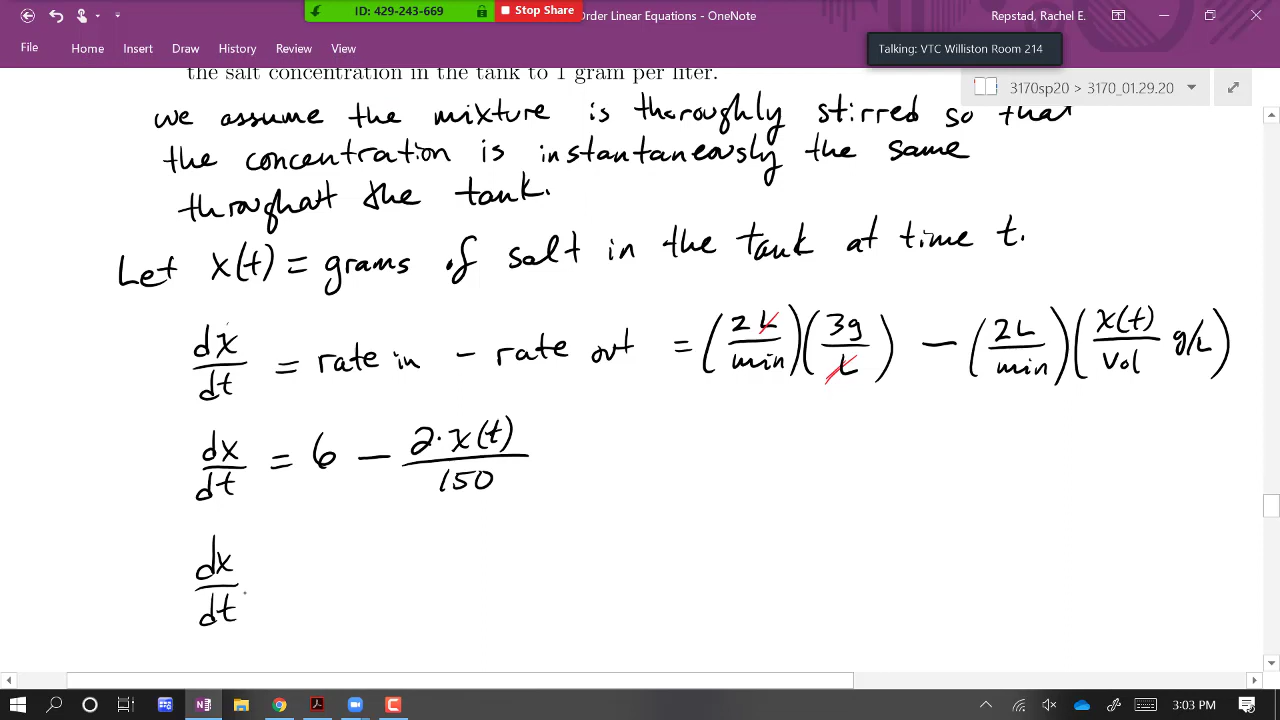 ID: 429-243-669
Stop Share
Order Linear Equations - OneNote
Repstad, Rachel E.
File
Home
Insert
Draw
History
Review
View
Talking: VTC Williston Room 214
the salt concentration in the tank to 1 gram per liter.
3170sp20 > 3170_01.29.20
we assume the mixture is thoroughly stirred so that
the concentration is instantaneously the same
throughout the tank.
Let x(t) = grams of salt in the tank at time t.
dx/dt = rate in - rate out = (2L/min)(3g/L) - (2L/min)(x(t)/Vol g/L)
dx/dt = 6 - 2·x(t)/150
dx/dt
3:03 PM